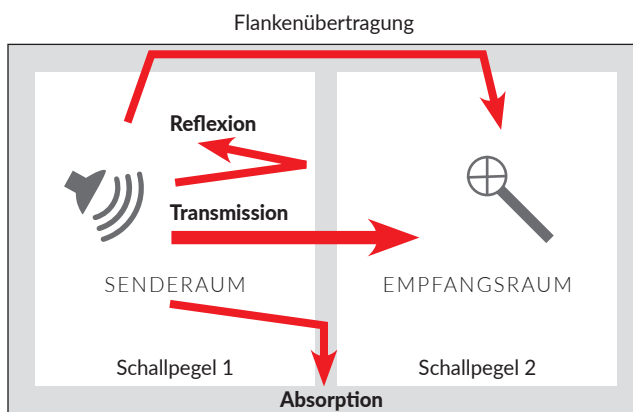 Flankenübertragung
Reflexion
Transmission
SENDERAUM
EMPFANGSRAUM
Schallpegel 1
Schallpegel 2
Absorption